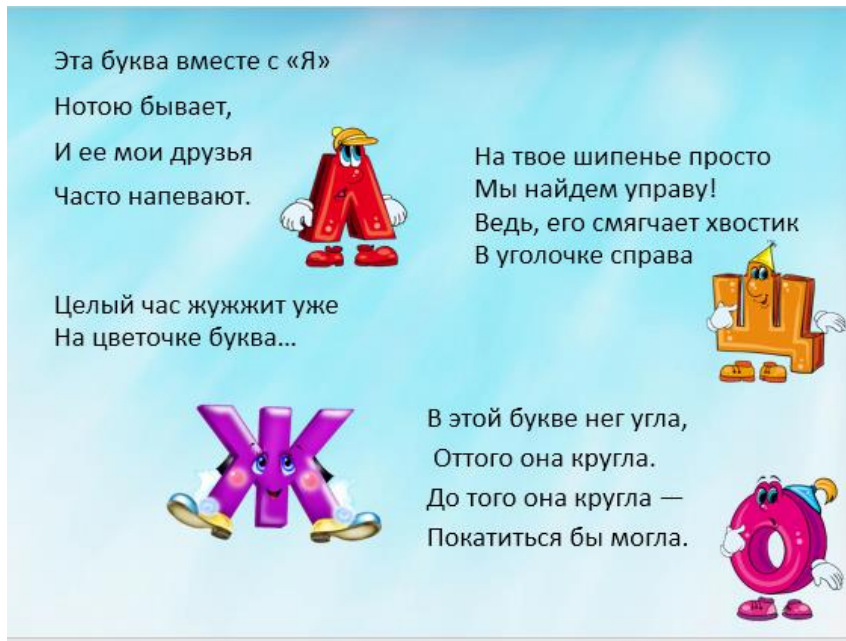 Эта буква вместе с «Я»
Нотою бывает,
И ее мои друзья
Часто напевают.
Л
На твое шипенье просто
Мы найдем управу!
Ведь, его смягчает хвостик
В уголочке справа
Щ
Целый час жужжит уже
На цветочке буква…
Ж
В этой букве нег угла,
Оттого она кругла.
До того она кругла —
Покатиться бы могла.
О